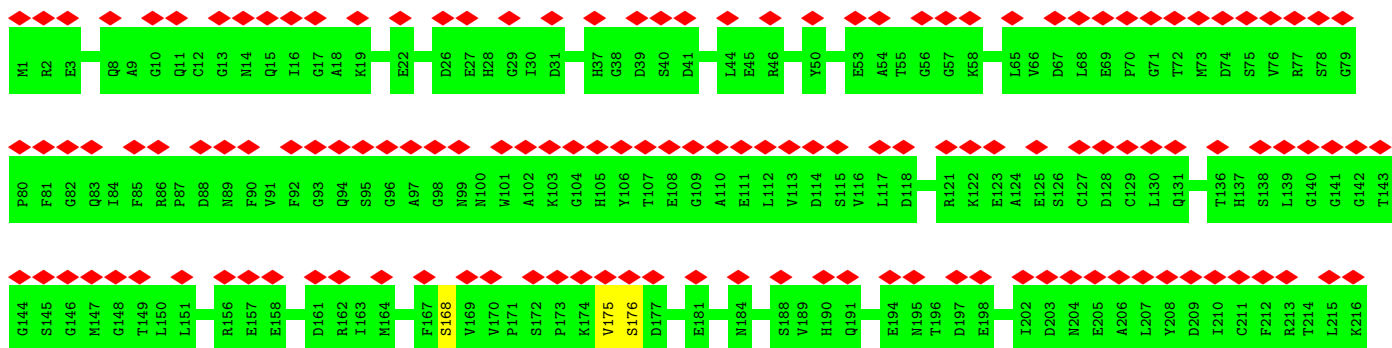 M1 R2 E3 Q8 A9 G10 Q11 C12 G13 N14 Q15 I16 G17 A18 K19 E22 D26 E27 H28 G29 I30 D31 H37 G38 D39 S40 D41 L44 E45 R46 Y50 E53 A54 T55 G56 G57 K58 L65 V66 D67 L68 E69 P70 G71 T72 M73 D74 S75 V76 R77 S78 G79
P80 F81 G82 Q83 I84 F85 R86 P87 D88 N89 F90 V91 F92 G93 Q94 S95 G96 A97 G98 N99 N100 W101 A102 K103 G104 H105 Y106 T107 E108 G109 A110 E111 L112 V113 D114 S115 V116 L117 D118 R121 K122 E123 A124 E125 S126 C127 D128 C129 L130 Q131 T136 H137 S138 L139 G140 G141 G142 T143
G144 S145 G146 M147 G148 T149 L150 L151 R156 E157 E158 D161 R162 I163 M164 F167 S168 V169 V170 P171 S172 P173 K174 V175 S176 D177 E181 N184 S188 V189 H190 Q191 E194 N195 T196 D197 E198 I202 D203 N204 E205 A206 L207 Y208 D209 I210 C211 F212 R213 T214 L215 K216